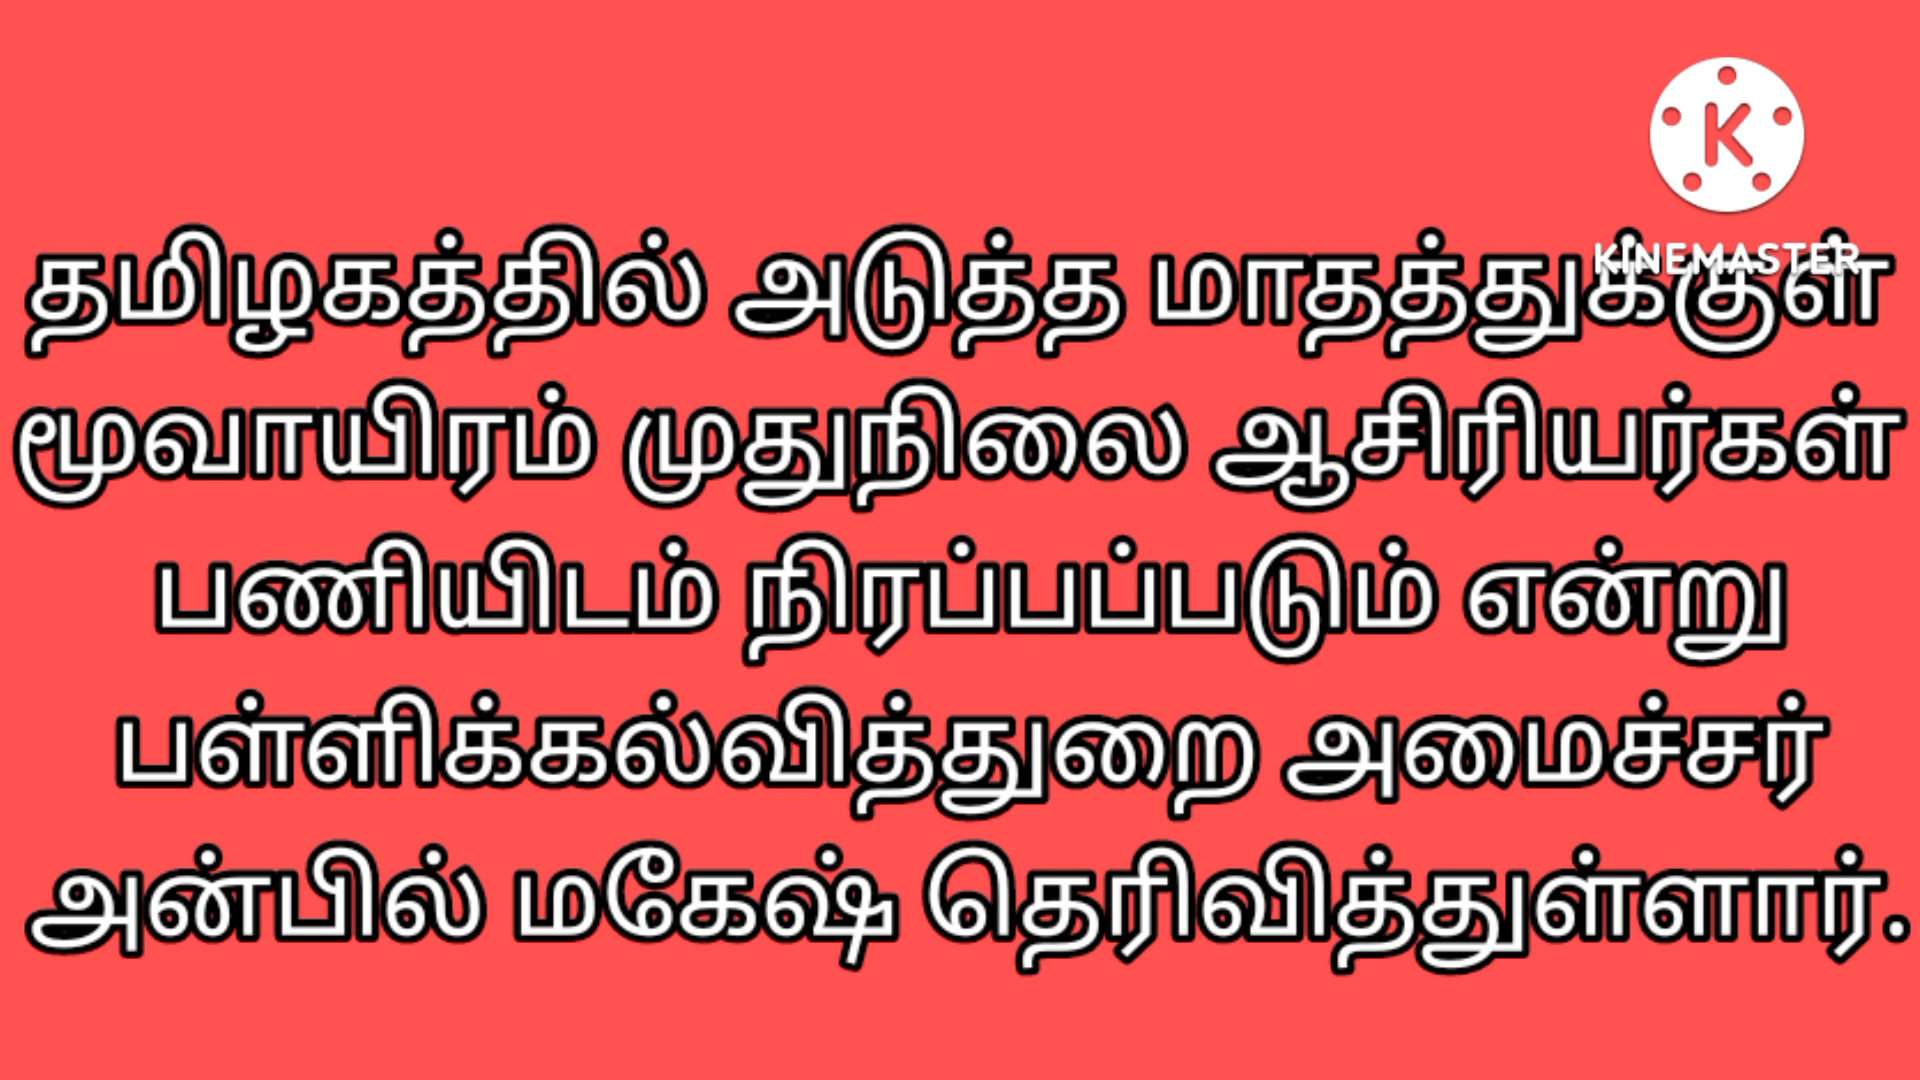 K
KINEMASTER
தமிழகத்தில் அடுத்த மாதத்துக்குள்
மூவாயிரம் முதுநிலை ஆசிரியர்கள்
பணியிடம் நிரப்பப்படும் என்று
பள்ளிக்கல்வித்துறை அமைச்சர்
அன்பில் மகேஷ் தெரிவித்துள்ளார்.